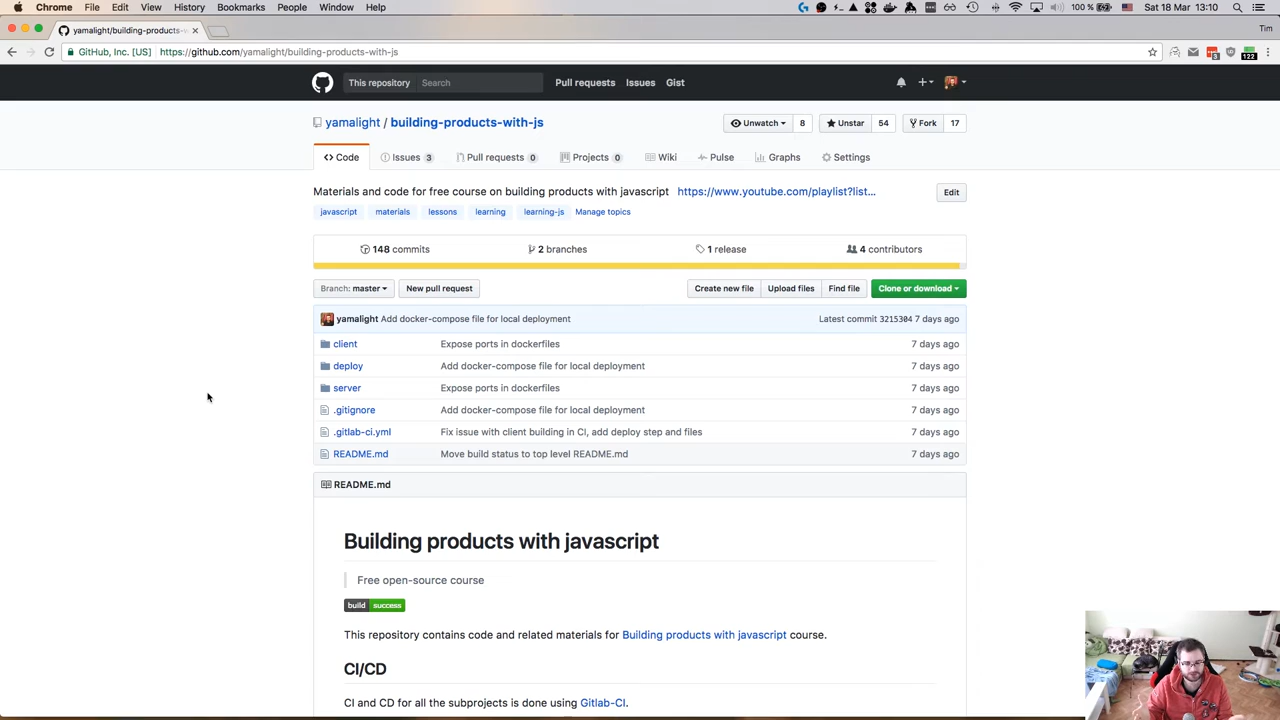 Chrome File Edit View History Bookmarks People Window Help 100 % Sat 18 Mar 13:10
yamalight/building-products-w Tim
GitHub, Inc. [US] https://github.com/yamalight/building-products-with-js 3 122
This repository Search Pull requests Issues Gist
yamalight / building-products-with-js Unwatch 8 Unstar 54 Fork 17
Code Issues 3 Pull requests 0 Projects 0 Wiki Pulse Graphs Settings
Materials and code for free course on building products with javascript https://www.youtube.com/playlist?list... Edit
javascript materials lessons learning learning-js Manage topics
148 commits 2 branches 1 release 4 contributors
Branch: master New pull request Create new file Upload files Find file Clone or download
yamalight Add docker-compose file for local deployment Latest commit 3215304 7 days ago
client Expose ports in dockerfiles 7 days ago
deploy Add docker-compose file for local deployment 7 days ago
server Expose ports in dockerfiles 7 days ago
.gitignore Add docker-compose file for local deployment 7 days ago
.gitlab-ci.yml Fix issue with client building in CI, add deploy step and files 7 days ago
README.md Move build status to top level README.md 7 days ago
README.md
Building products with javascript
Free open-source course
build success
This repository contains code and related materials for Building products with javascript course.
CI/CD
CI and CD for all the subprojects is done using Gitlab-CI.